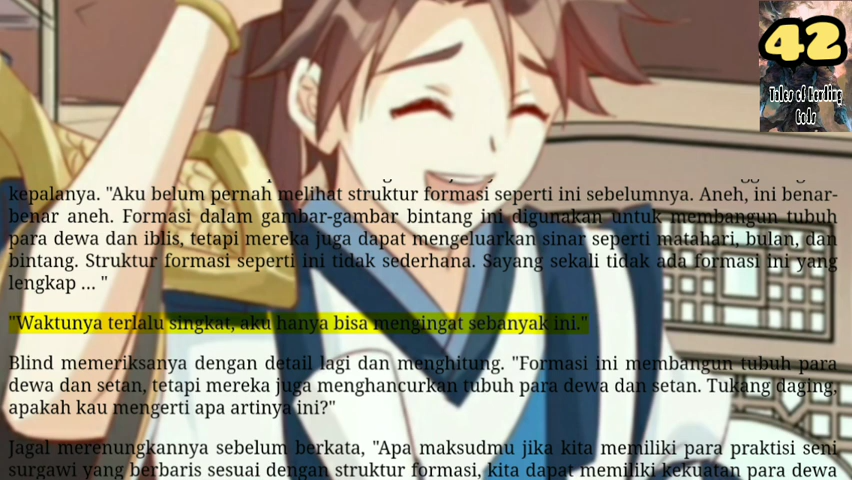 42
Tales of Herding
Gods
kepalanya. "Aku belum pernah melihat struktur formasi seperti ini sebelumnya. Aneh, ini benar-
benar aneh. Formasi dalam gambar-gambar bintang ini digunakan untuk membangun tubuh
para dewa dan iblis, tetapi mereka juga dapat mengeluarkan sinar seperti matahari, bulan, dan
bintang. Struktur formasi seperti ini tidak sederhana. Sayang sekali tidak ada formasi ini yang
lengkap ... "
"Waktunya terlalu singkat, aku hanya bisa mengingat sebanyak ini."
Blind memeriksanya dengan detail lagi dan menghitung. "Formasi ini membangun tubuh para
dewa dan setan, tetapi mereka juga menghancurkan tubuh para dewa dan setan. Tukang daging,
apakah kau mengerti apa artinya ini?"
Jagal merenungkannya sebelum berkata, "Apa maksudmu jika kita memiliki para praktisi seni
surgawi yang berbaris sesuai dengan struktur formasi, kita dapat memiliki kekuatan para dewa